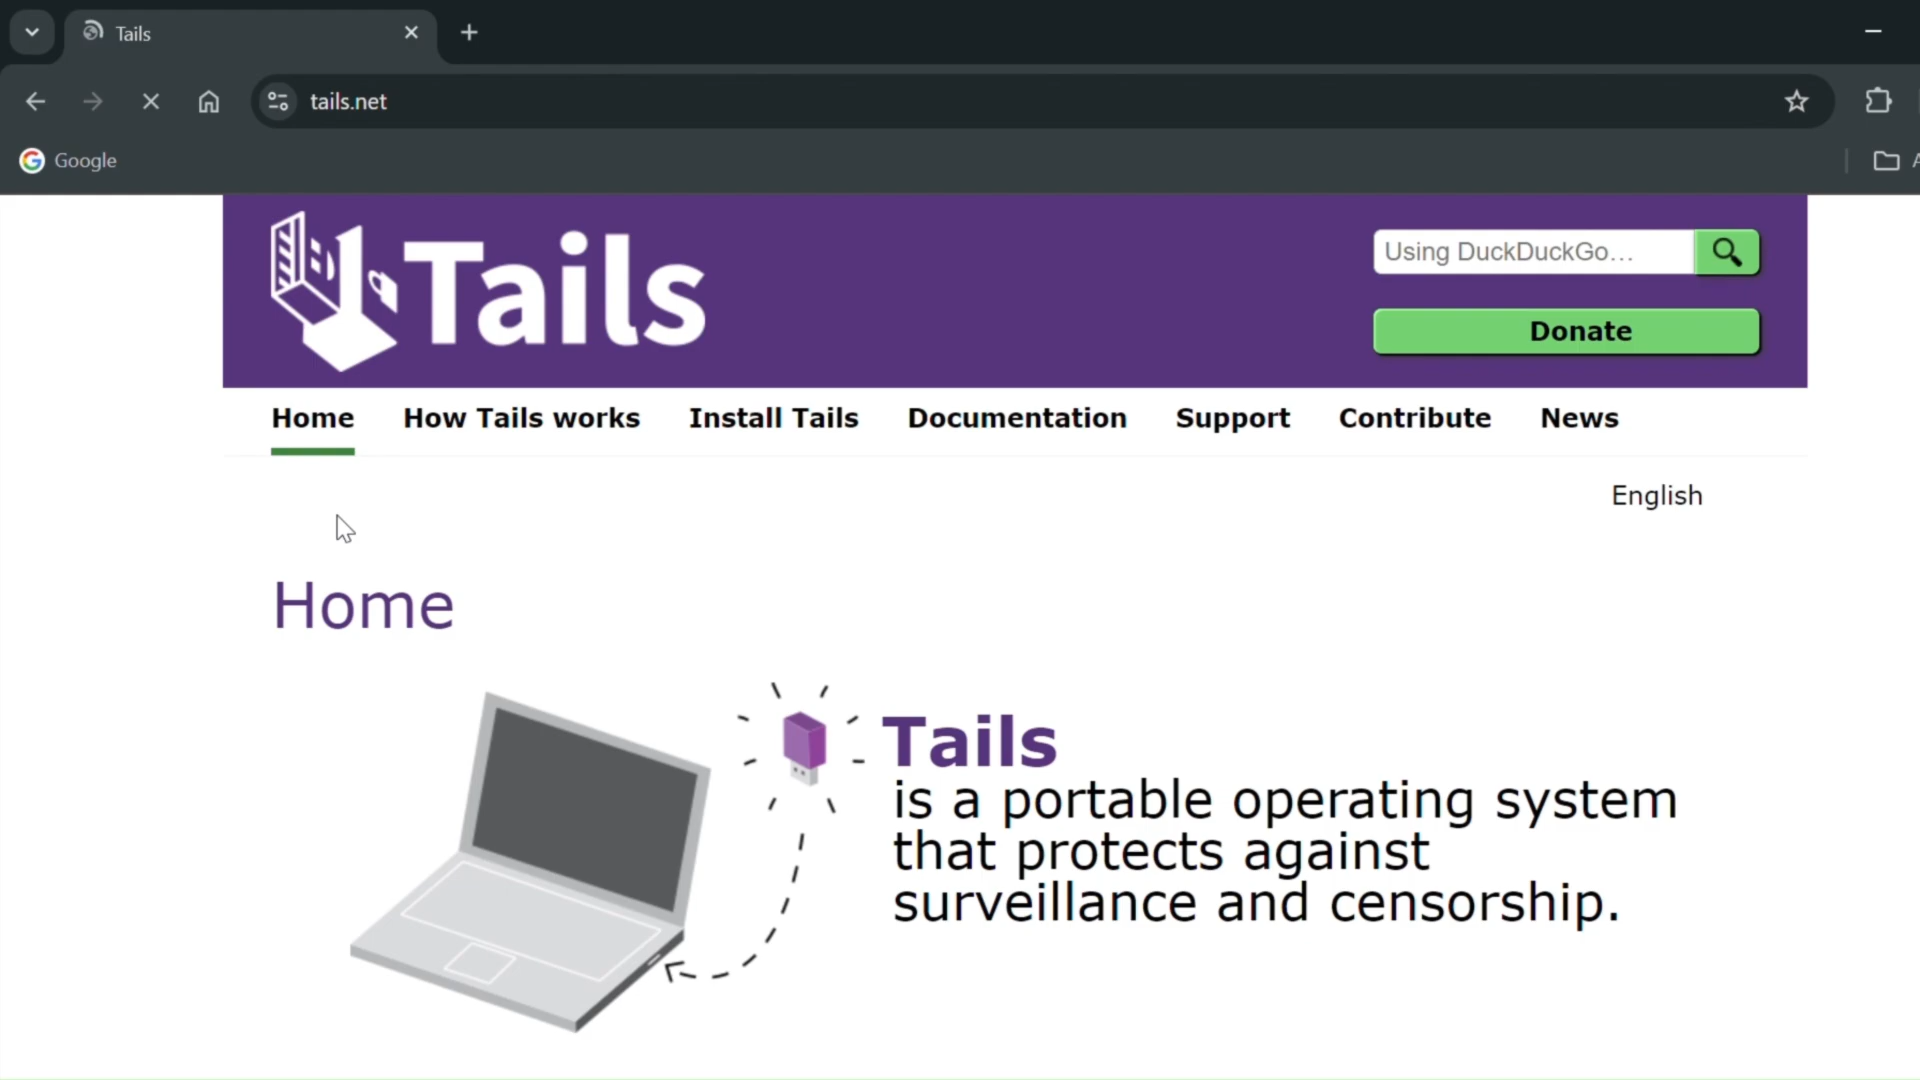 Tails
tails.net
Google
Tails
Using DuckDuckGo...
Donate
Home How Tails works Install Tails Documentation Support Contribute News
English
Home
Tails
is a portable operating system
that protects against
surveillance and censorship.